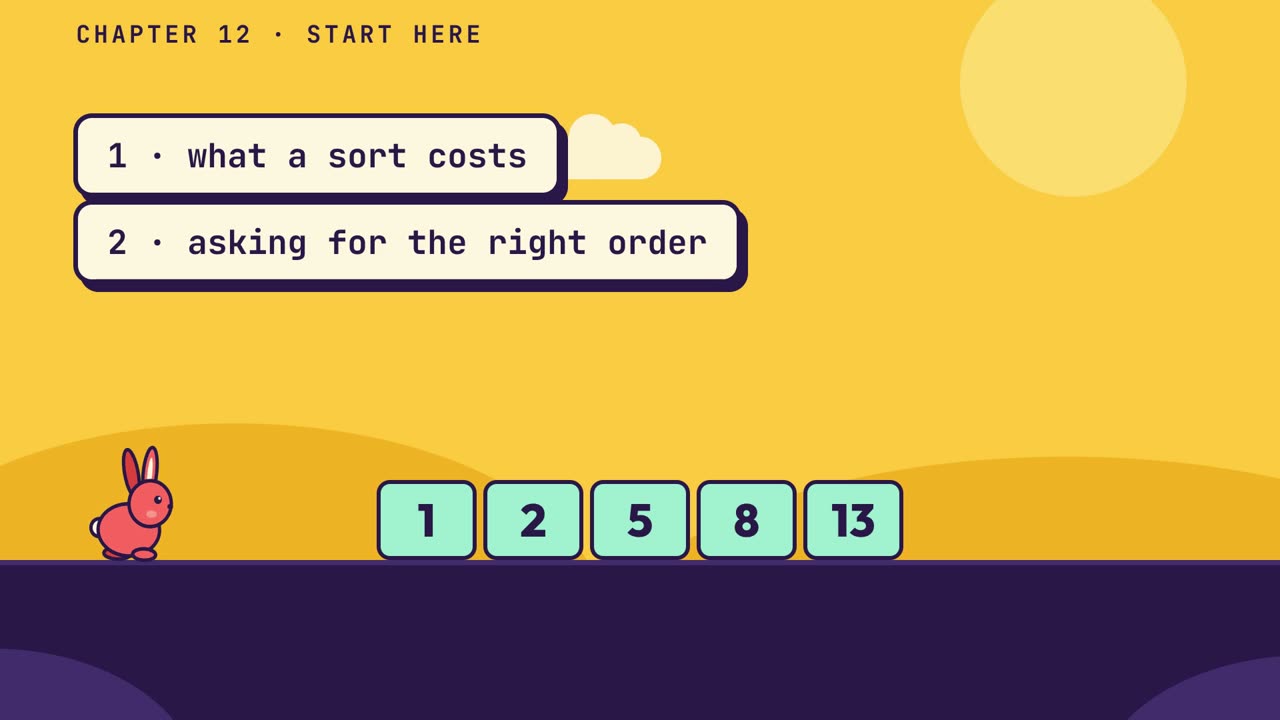 CHAPTER 12 · START HERE
1 · what a sort costs
2 · asking for the right order
1 2 5 8 13